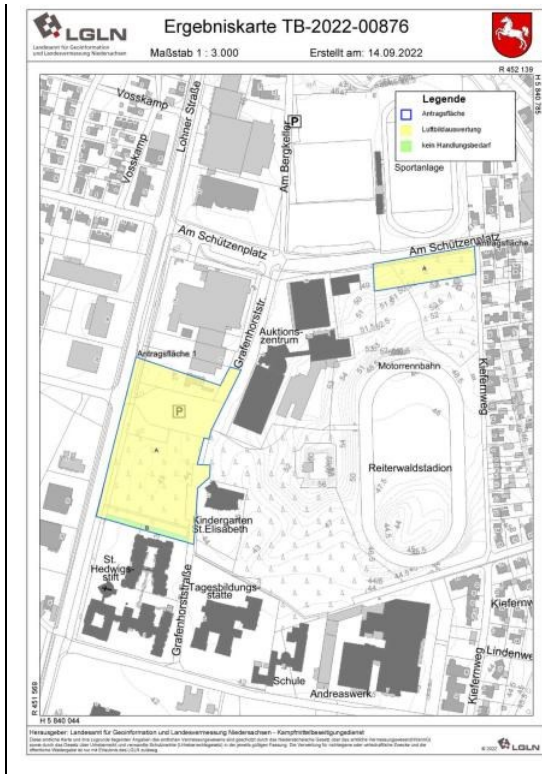 LGLN
Landesamt für Geoinformation
und Landesvermessung Niedersachsen
Ergebniskarte TB-2022-00876
Maßstab 1 : 3.000
Erstellt am: 14.09.2022
R 452 139
H 5 840 785
Legende
Antragsfläche
Luftbildauswertung
kein Handlungsbedarf
Vosskamp
Vosskamp
Lohner Straße
P
Am Bergkeller
Sportanlage
Am Schützenplatz
Am Schützenplatz
Antragsfläche
A
Grafenhorststr.
Auktions-
zentrum
Antragsfläche 1
Motorrennbahn
Kiefernweg
P
A
Reiterwaldstadion
B
Kindergarten
St.Elisabeth
St.
Hedwigs-
stift
Tagesbildungs-
stätte
Grafenhorststraße
Kiefernw
Lindenwe
Kiefernweg
Schule
Andreaswerk
R 451 569
H 5 840 044
Herausgeber: Landesamt für Geoinformation und Landesvermessung Niedersachsen - Kampfmittelbeseitigungsdienst
© 2022 LGLN